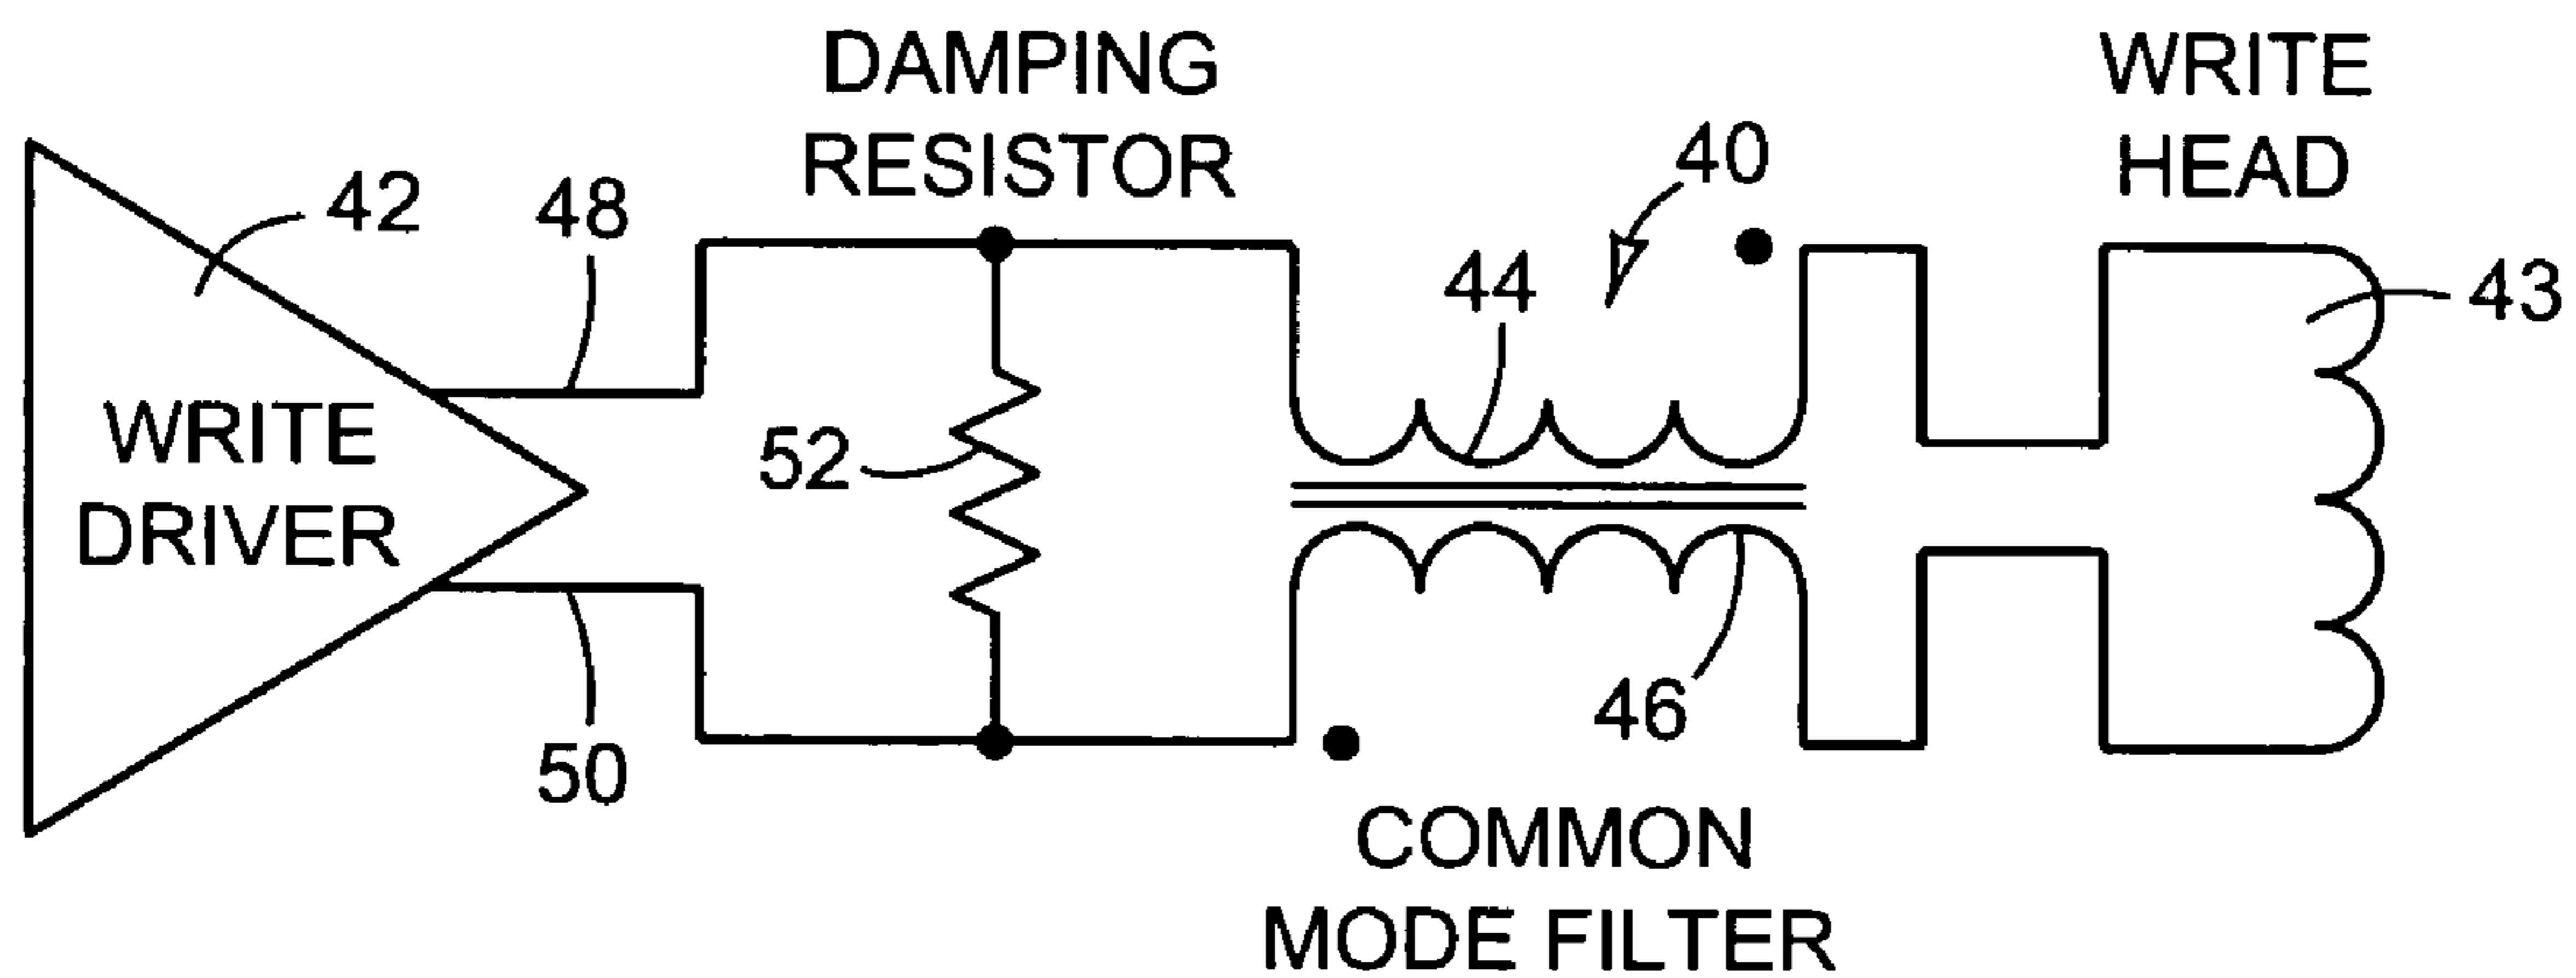 DAMPING
RESISTOR
WRITE
HEAD
40
42
48
44
43
WRITE
DRIVER
52
46
50
COMMON
MODE FILTER